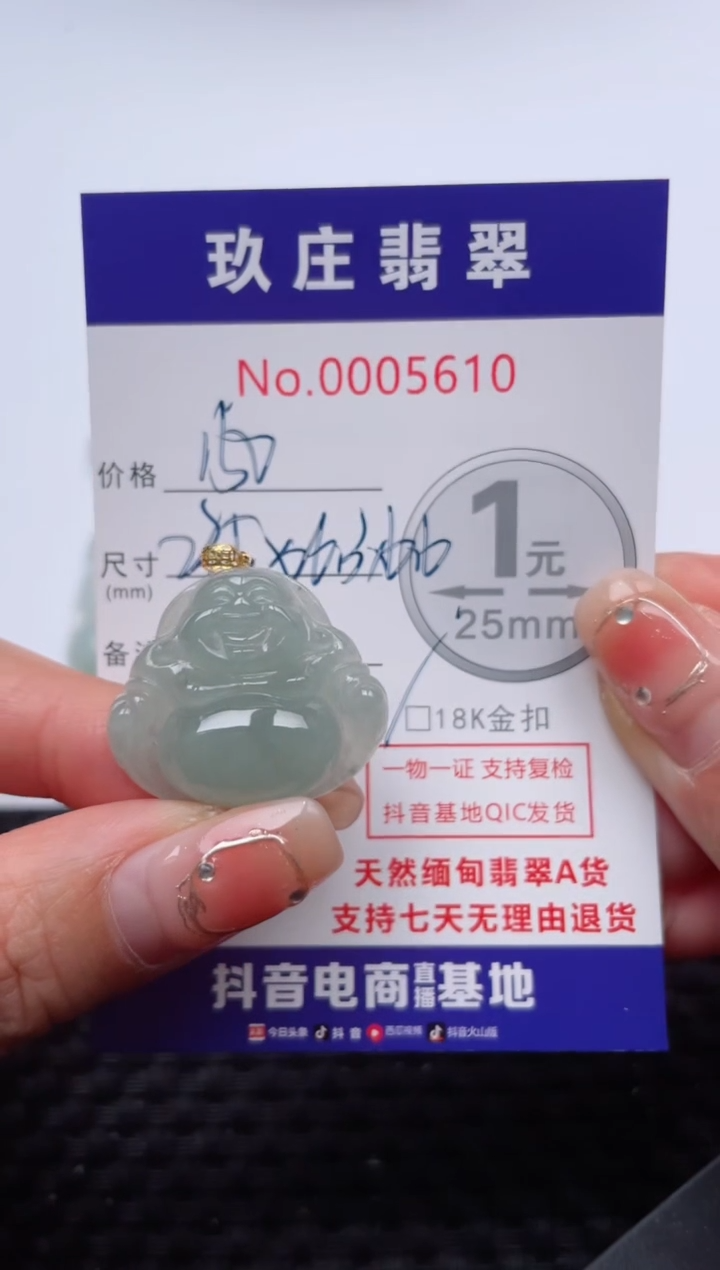 玖庄翡翠
No.0005610
价格 150
尺寸
(mm)
备
1元
25mm
□18K金扣
一物一证 支持复检
抖音基地QIC发货
天然缅甸翡翠A货
支持七天无理由退货
抖音电商直播基地
今日头条 抖音 西瓜视频 抖音火山版